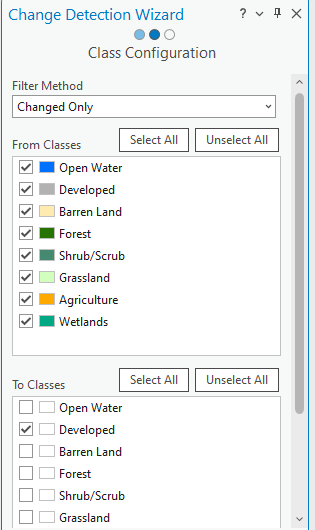 Change Detection Wizard ?
Class Configuration
Filter Method
Changed Only
From Classes Select All Unselect All
Open Water
Developed
Barren Land
Forest
Shrub/Scrub
Grassland
Agriculture
Wetlands
To Classes Select All Unselect All
Open Water
Developed
Barren Land
Forest
Shrub/Scrub
Grassland